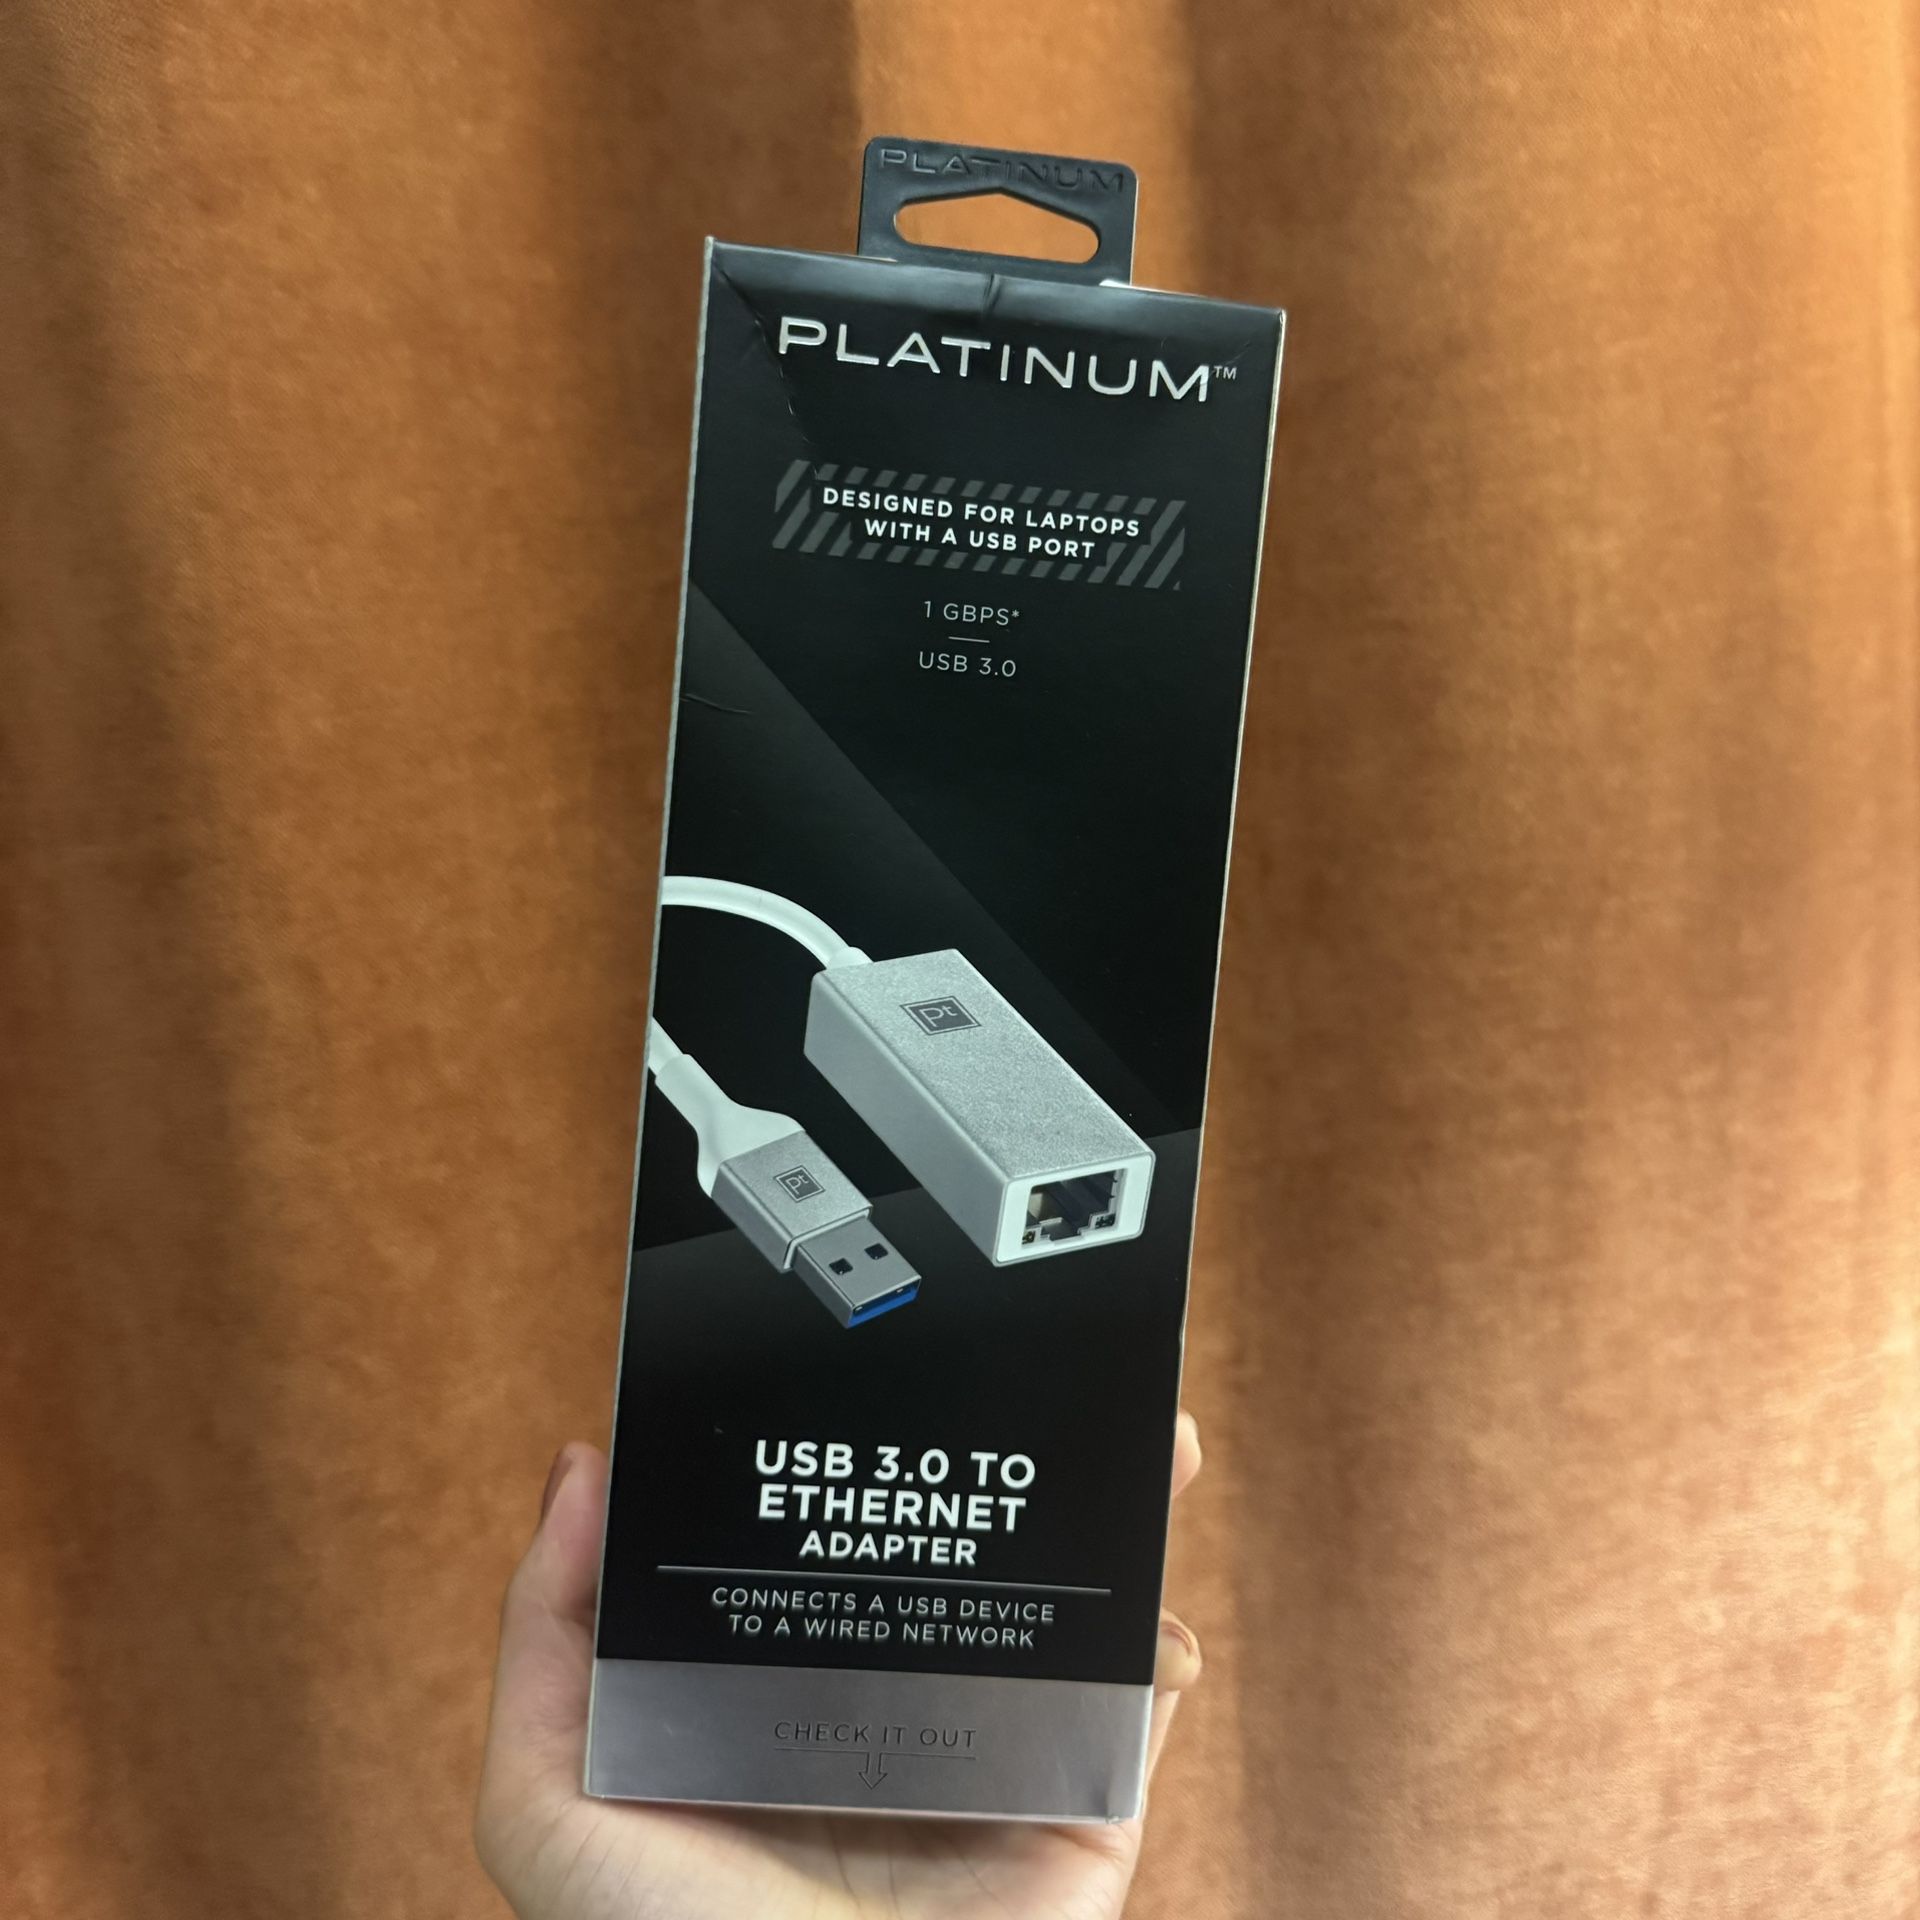 PLATINUM
PLATINUM™
DESIGNED FOR LAPTOPS
WITH A USB PORT
1 GBPS*
USB 3.0
Pt
Pt
USB 3.0 TO
ETHERNET
ADAPTER
CONNECTS A USB DEVICE
TO A WIRED NETWORK
CHECK IT OUT